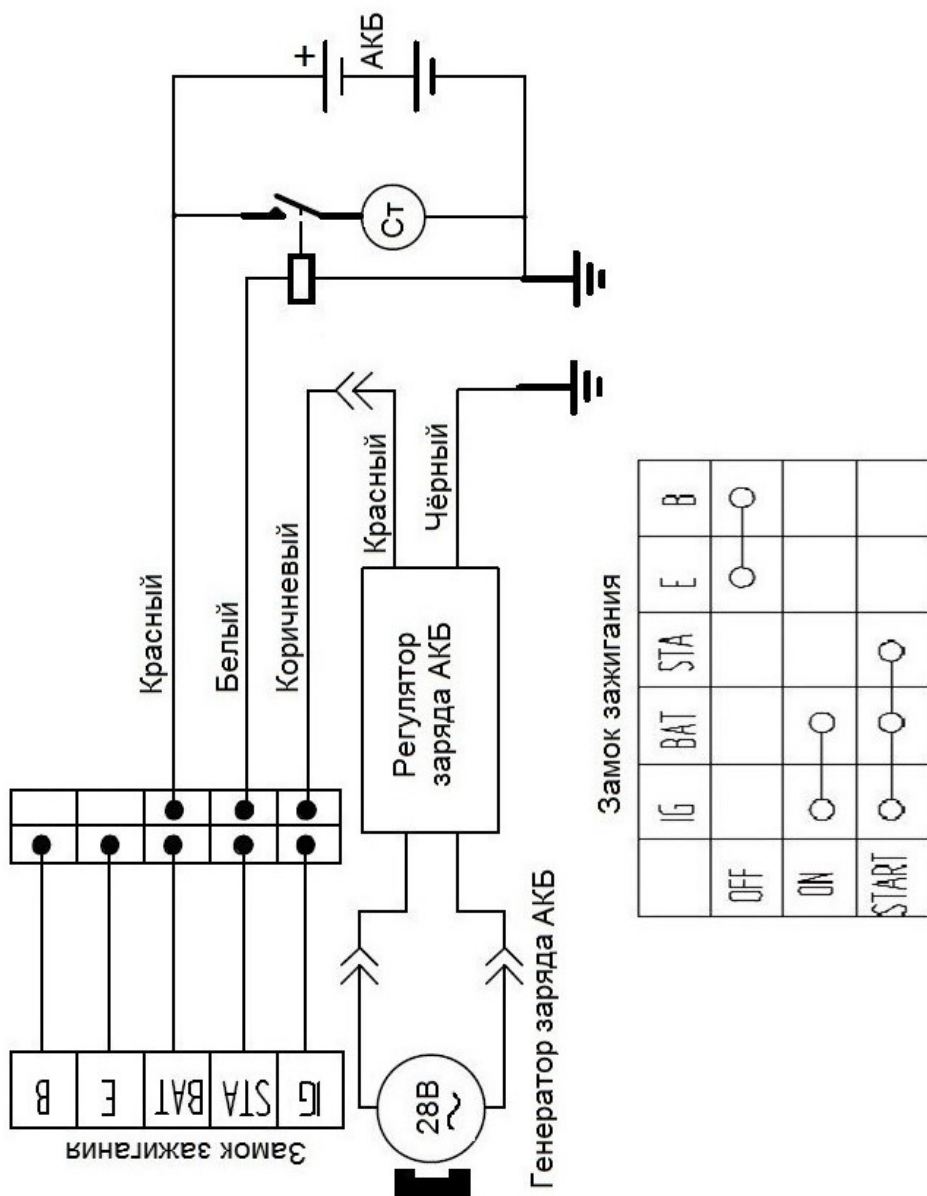 +
АКБ
Ст
Красный
Белый
Коричневый
Красный
Чёрный
Регулятор
заряда АКБ
B
E
BAT
STA
IG
Замок зажигания
28В
~
Генератор заряда АКБ
Замок зажигания
IG BAT STA E B
OFF
ON
START